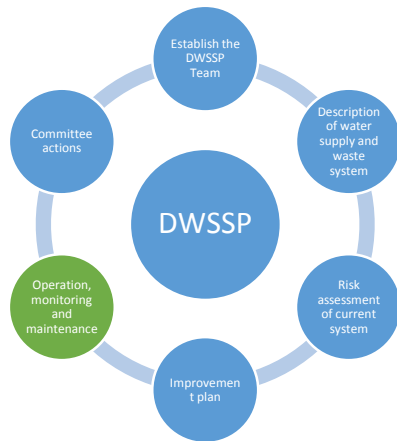 Establish the
DWSSP
Team
Description
of water
supply and
waste
system
Risk
assessment
of current
system
Improvemen
t plan
Operation,
monitoring
and
maintenance
Committee
actions
DWSSP